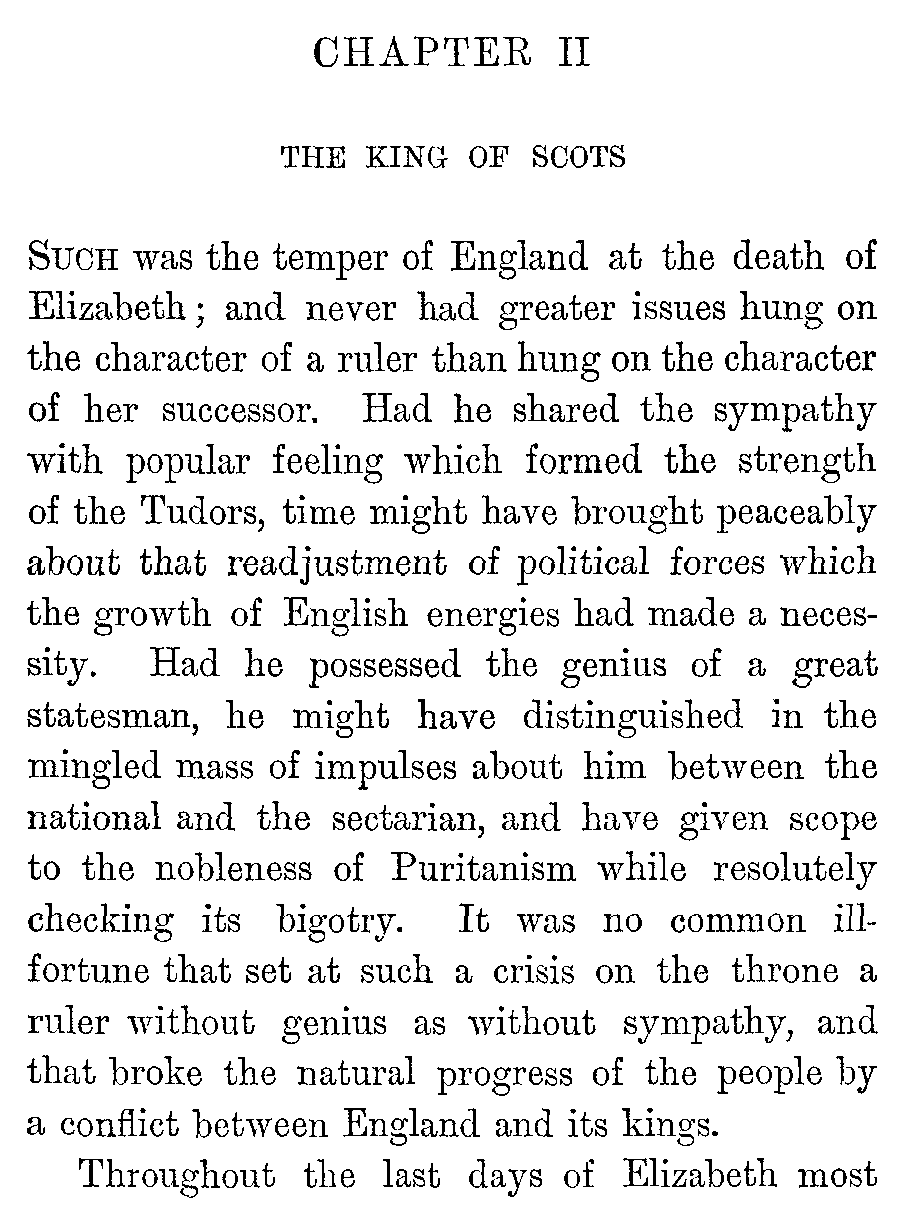 CHAPTER II
THE KING OF SCOTS
SUCH was the temper of England at the death of
Elizabeth; and never had greater issues hung on
the character of a ruler than hung on the character
of her successor. Had he shared the sympathy
with popular feeling which formed the strength
of the Tudors, time might have brought peaceably
about that readjustment of political forces which
the growth of English energies had made a neces-
sity. Had he possessed the genius of a great
statesman, he might have distinguished in the
mingled mass of impulses about him between the
national and the sectarian, and have given scope
to the nobleness of Puritanism while resolutely
checking its bigotry. It was no common ill-
fortune that set at such a crisis on the throne a
ruler without genius as without sympathy, and
that broke the natural progress of the people by
a conflict between England and its kings.
Throughout the last days of Elizabeth most